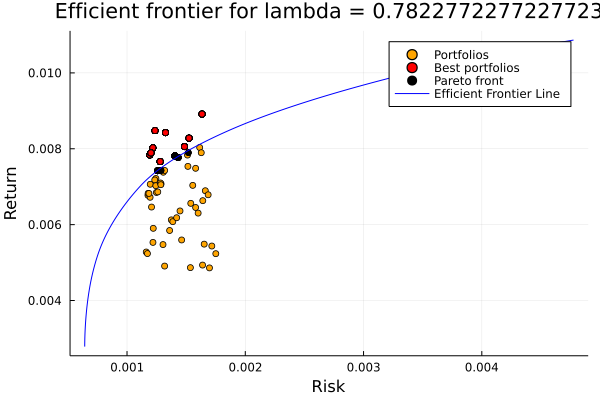 Efficient frontier for lambda = 0.7822772277227723
Portfolios
Best portfolios
Pareto front
Efficient Frontier Line
Return
0.010
0.008
0.006
0.004
0.001
0.002
0.003
0.004
Risk